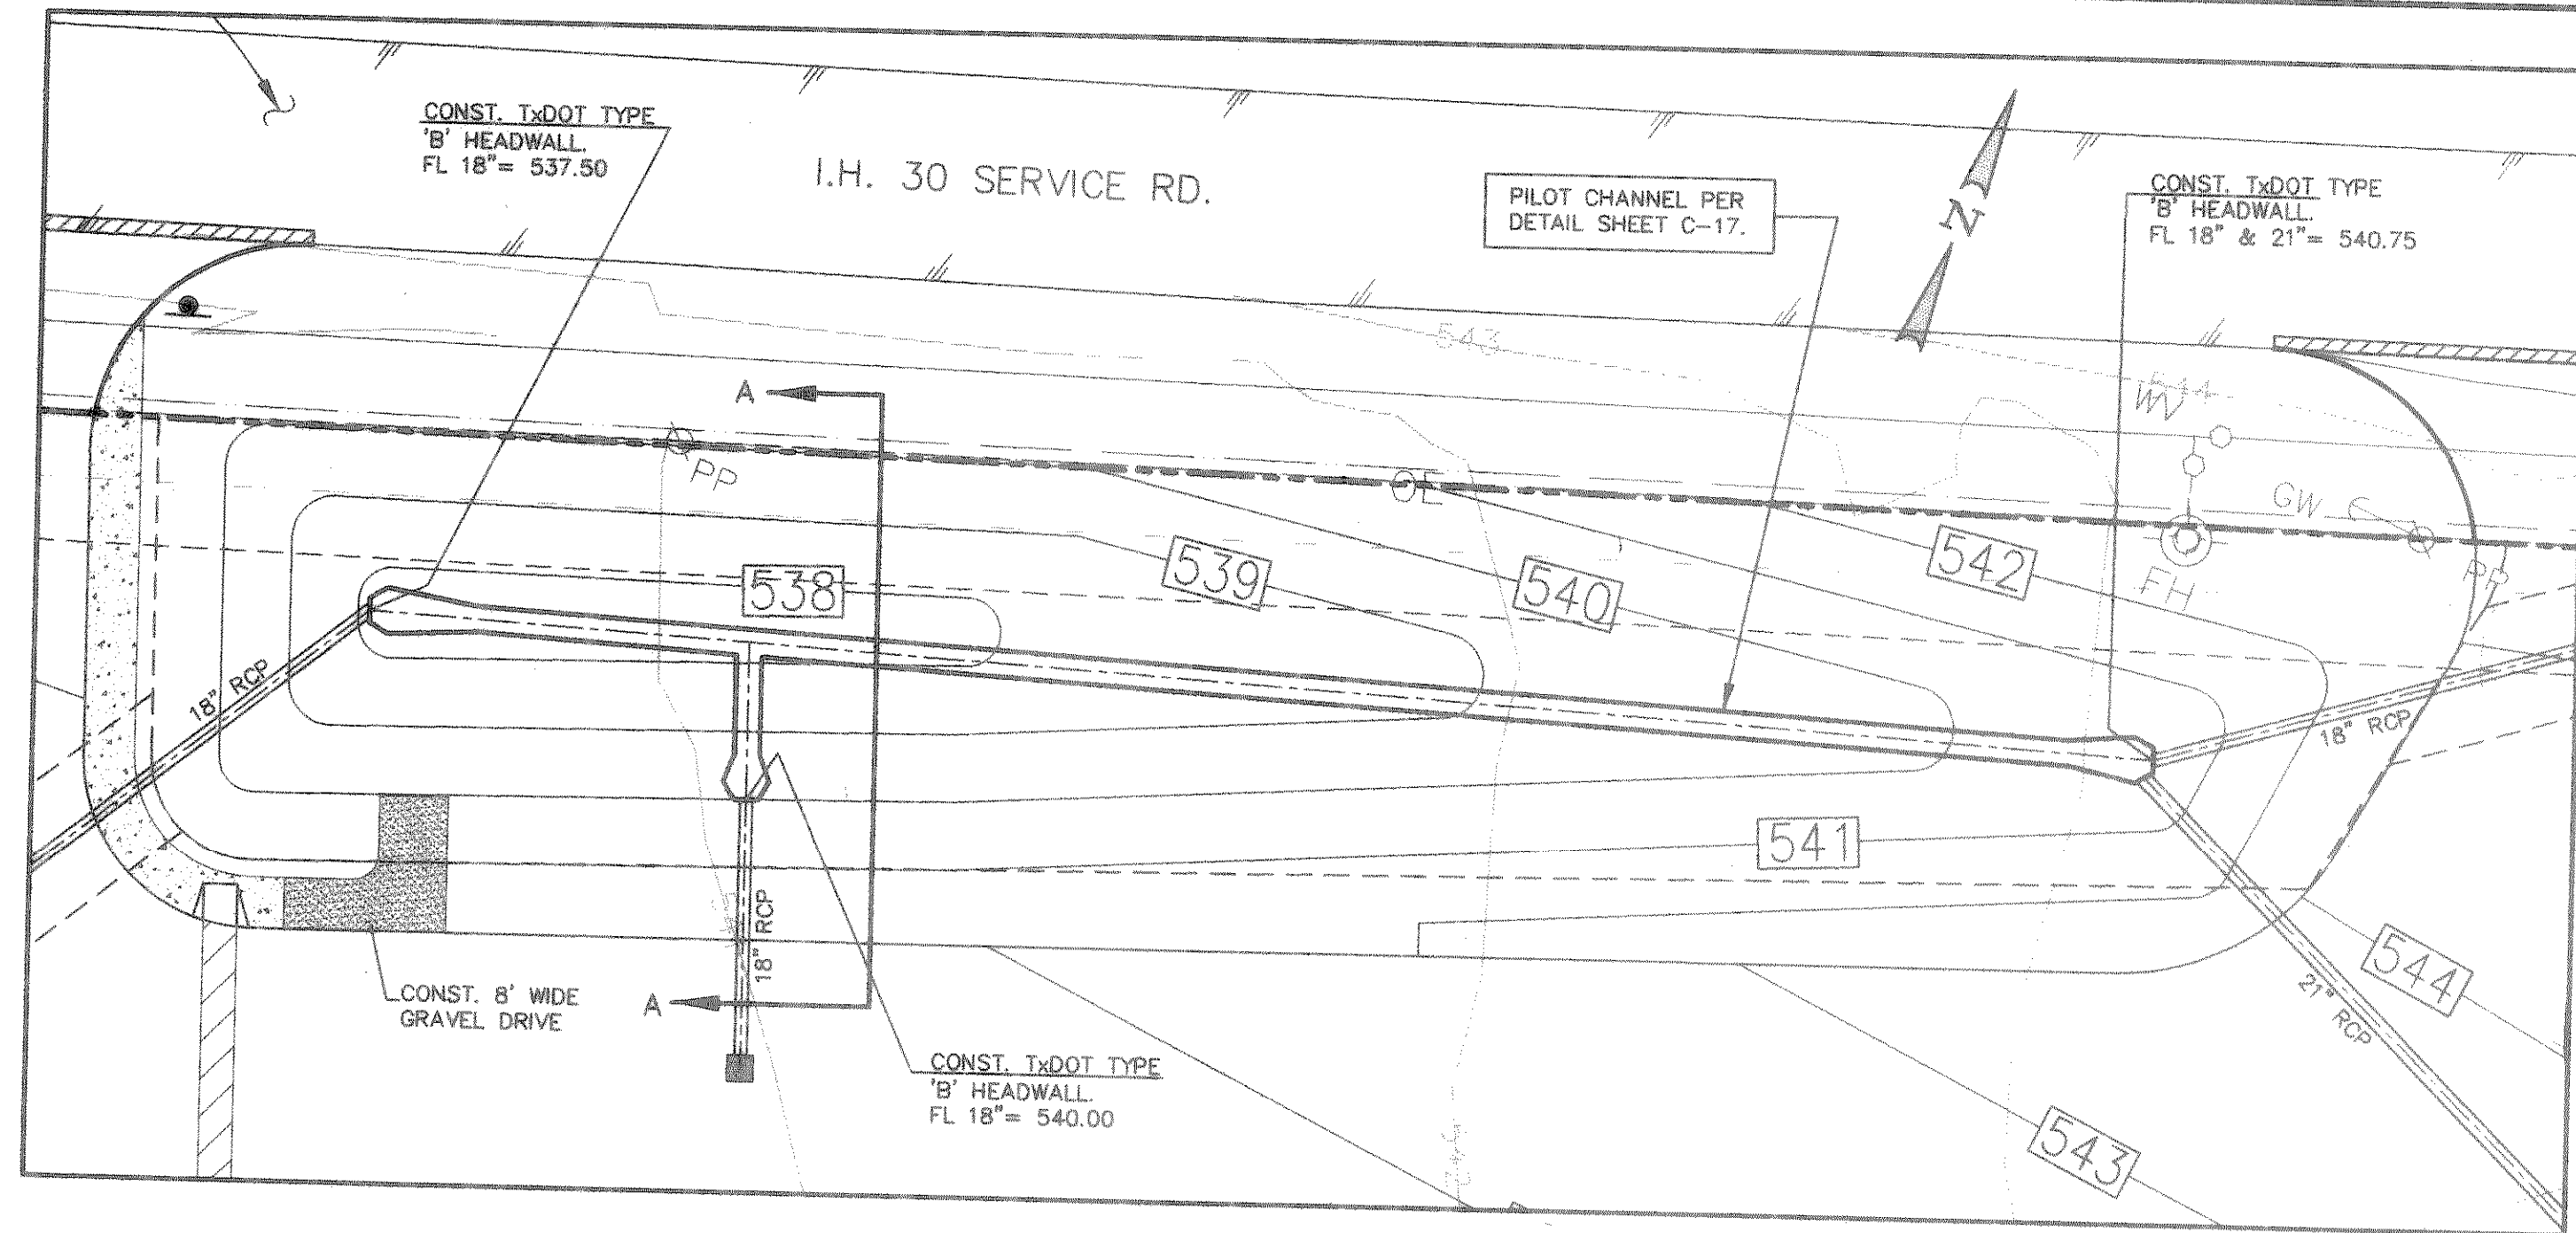 CONST. TxDOT TYPE
'B' HEADWALL.
FL 18"= 537.50
I.H. 30 SERVICE RD.
PILOT CHANNEL PER
DETAIL SHEET C-17.
N
CONST. TxDOT TYPE
'B' HEADWALL.
FL 18" & 21"= 540.75
543
544
WV
A
PP
OE
GW
FH
PP
538
539
540
542
18" RCP
18" RCP
541
18" RCP
544
21" RCP
CONST. 8' WIDE
GRAVEL DRIVE
A
CONST. TxDOT TYPE
'B' HEADWALL.
FL 18"= 540.00
543